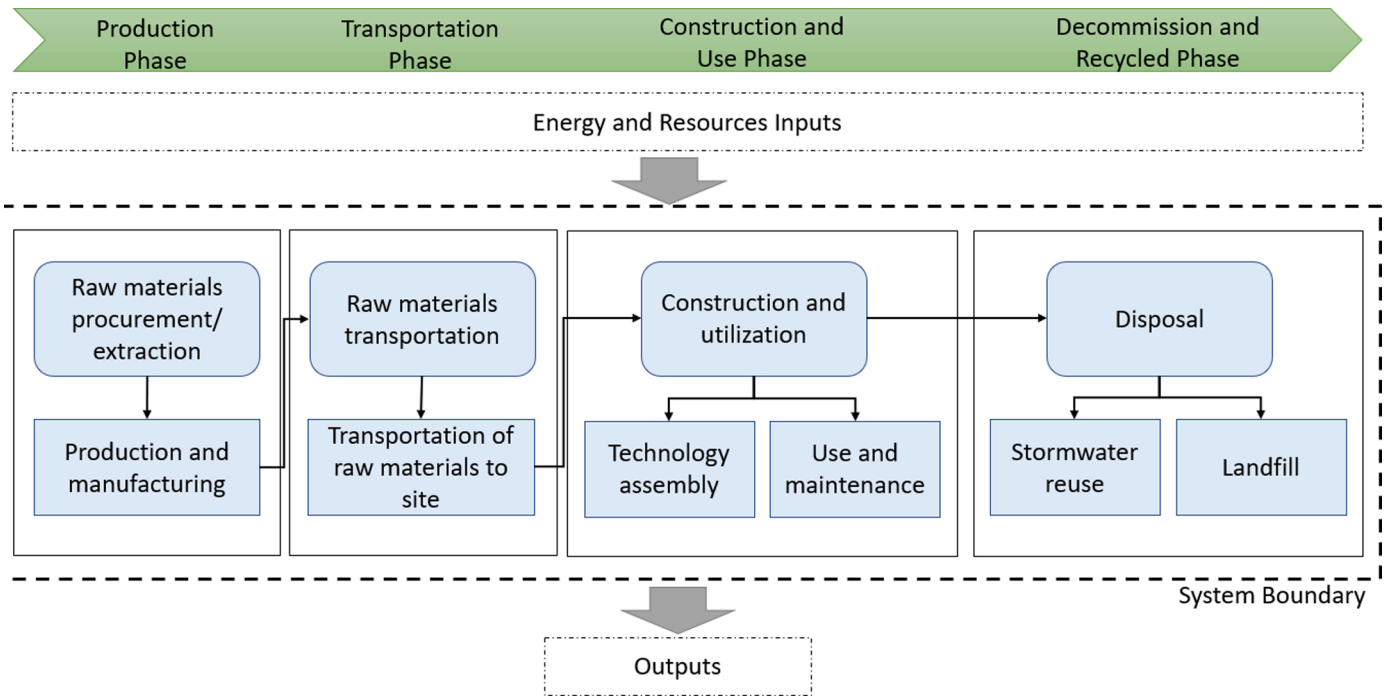 Production
Phase
Transportation
Phase
Construction and
Use Phase
Decommission and
Recycled Phase
Energy and Resources Inputs
Raw materials
procurement/
extraction
Raw materials
transportation
Construction and
utilization
Disposal
Production and
manufacturing
Transportation of
raw materials to
site
Technology
assembly
Use and
maintenance
Stormwater
reuse
Landfill
System Boundary
Outputs